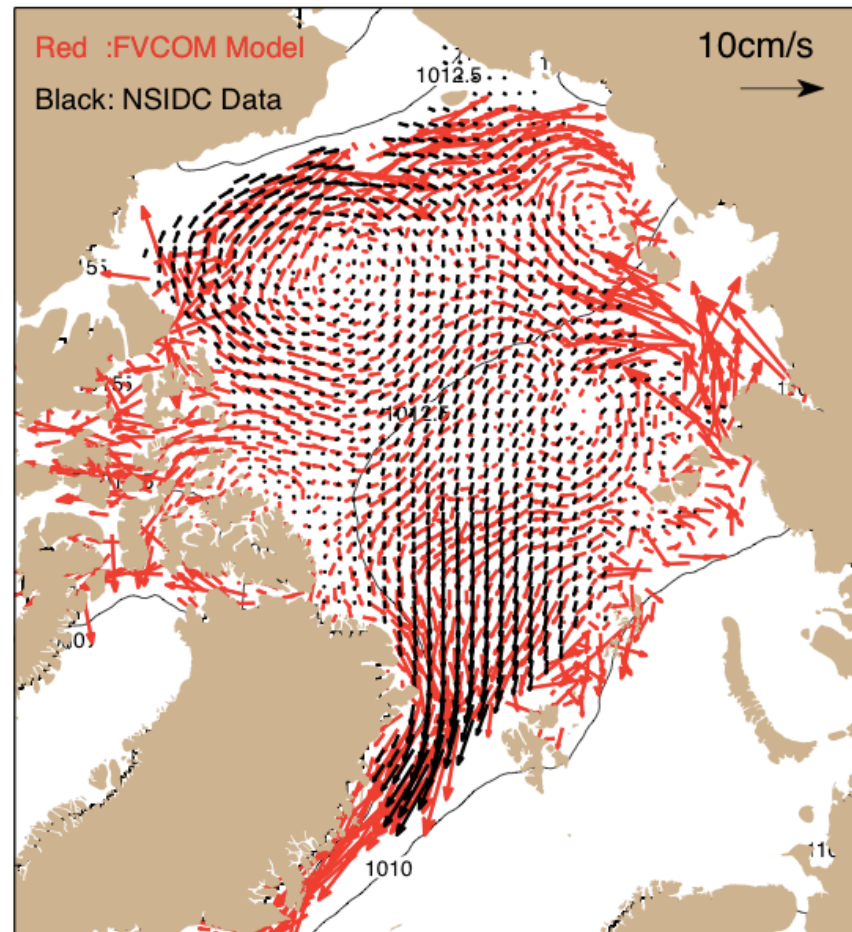 Red :FVCOM Model
10cm/s
Black: NSIDC Data
1012.5
1012.5
1010